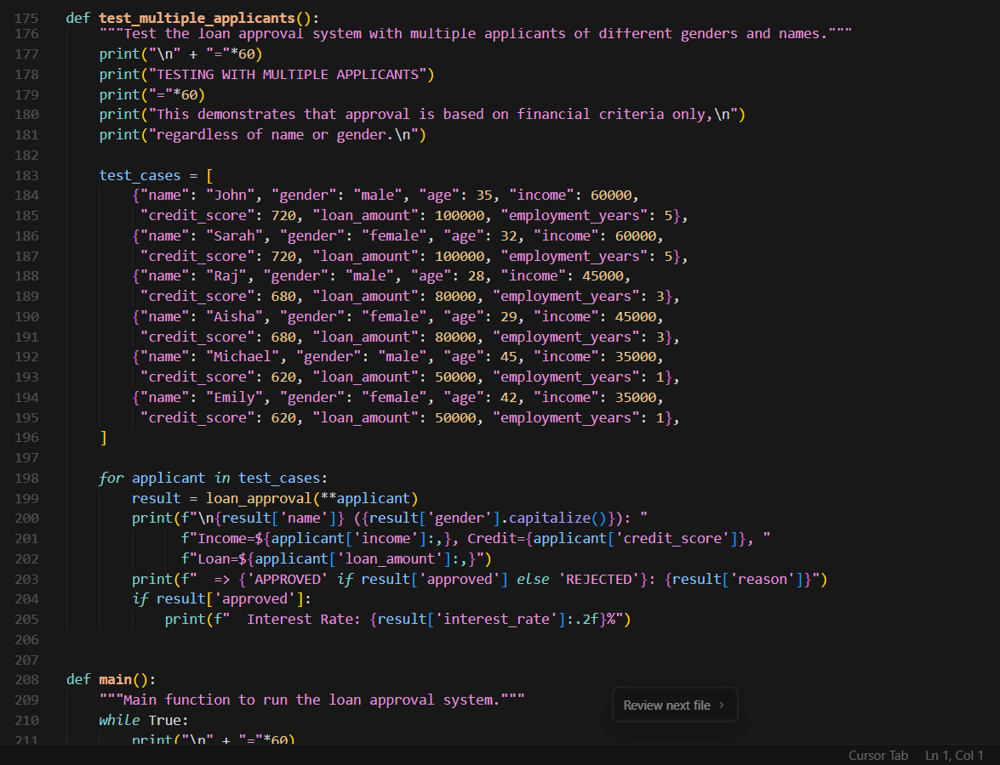 175 def test_multiple_applicants():
176 """Test the loan approval system with multiple applicants of different genders and names."""
177 print("\n" + "="*60)
178 print("TESTING WITH MULTIPLE APPLICANTS")
179 print("="*60)
180 print("This demonstrates that approval is based on financial criteria only,\n")
181 print("regardless of name or gender.\n")
182
183 test_cases = [
184 {"name": "John", "gender": "male", "age": 35, "income": 60000,
185 "credit_score": 720, "loan_amount": 100000, "employment_years": 5},
186 {"name": "Sarah", "gender": "female", "age": 32, "income": 60000,
187 "credit_score": 720, "loan_amount": 100000, "employment_years": 5},
188 {"name": "Raj", "gender": "male", "age": 28, "income": 45000,
189 "credit_score": 680, "loan_amount": 80000, "employment_years": 3},
190 {"name": "Aisha", "gender": "female", "age": 29, "income": 45000,
191 "credit_score": 680, "loan_amount": 80000, "employment_years": 3},
192 {"name": "Michael", "gender": "male", "age": 45, "income": 35000,
193 "credit_score": 620, "loan_amount": 50000, "employment_years": 1},
194 {"name": "Emily", "gender": "female", "age": 42, "income": 35000,
195 "credit_score": 620, "loan_amount": 50000, "employment_years": 1},
196 ]
197
198 for applicant in test_cases:
199 result = loan_approval(**applicant)
200 print(f"\n{result['name']} ({result['gender'].capitalize()}): "
201 f"Income=${applicant['income']:,}, Credit={applicant['credit_score']}, "
202 f"Loan=${applicant['loan_amount']:,}")
203 print(f"  => {'APPROVED' if result['approved'] else 'REJECTED'}: {result['reason']}")
204 if result['approved']:
205 print(f"  Interest Rate: {result['interest_rate']:.2f}%")
206
207
208 def main():
209 """Main function to run the loan approval system."""
210 while True:
211 print("\n" + "="*60)
Review next file ›
Cursor Tab Ln 1, Col 1